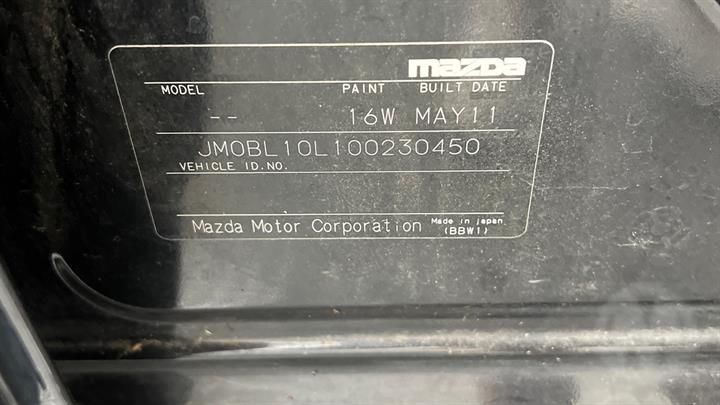 mazda
MODEL PAINT BUILT DATE
-- 16W MAY11
JM0BL10L100230450
VEHICLE ID.NO.
Mazda Motor Corporation Made in japan
(BBW1)